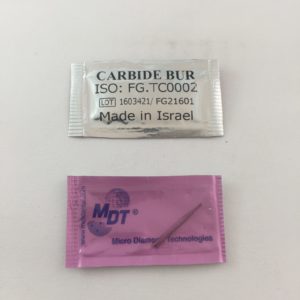 CARBIDE BUR
ISO: FG.TC0002
LOT 1603421/ FG21601
Made in Israel
MDT®
Micro Diamond Technologies